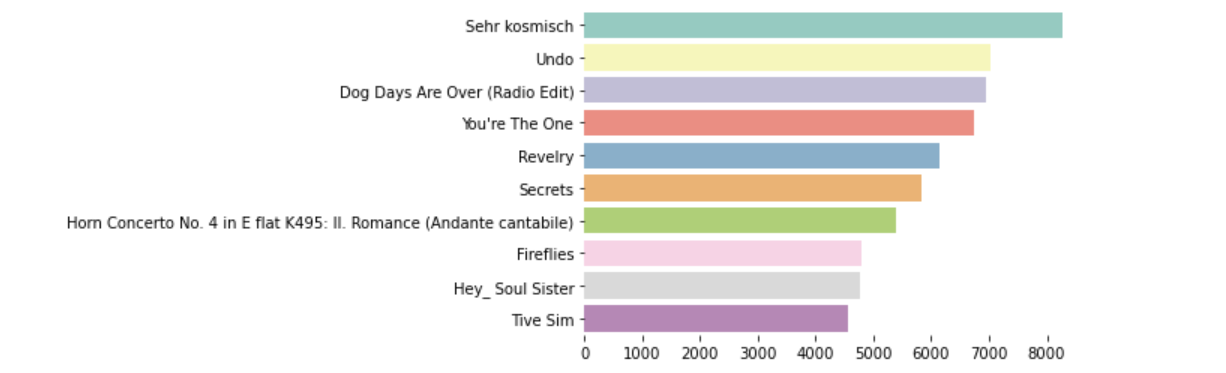 Sehr kosmisch
Undo
Dog Days Are Over (Radio Edit)
You're The One
Revelry
Secrets
Horn Concerto No. 4 in E flat K495: II. Romance (Andante cantabile)
Fireflies
Hey_ Soul Sister
Tive Sim
0 1000 2000 3000 4000 5000 6000 7000 8000